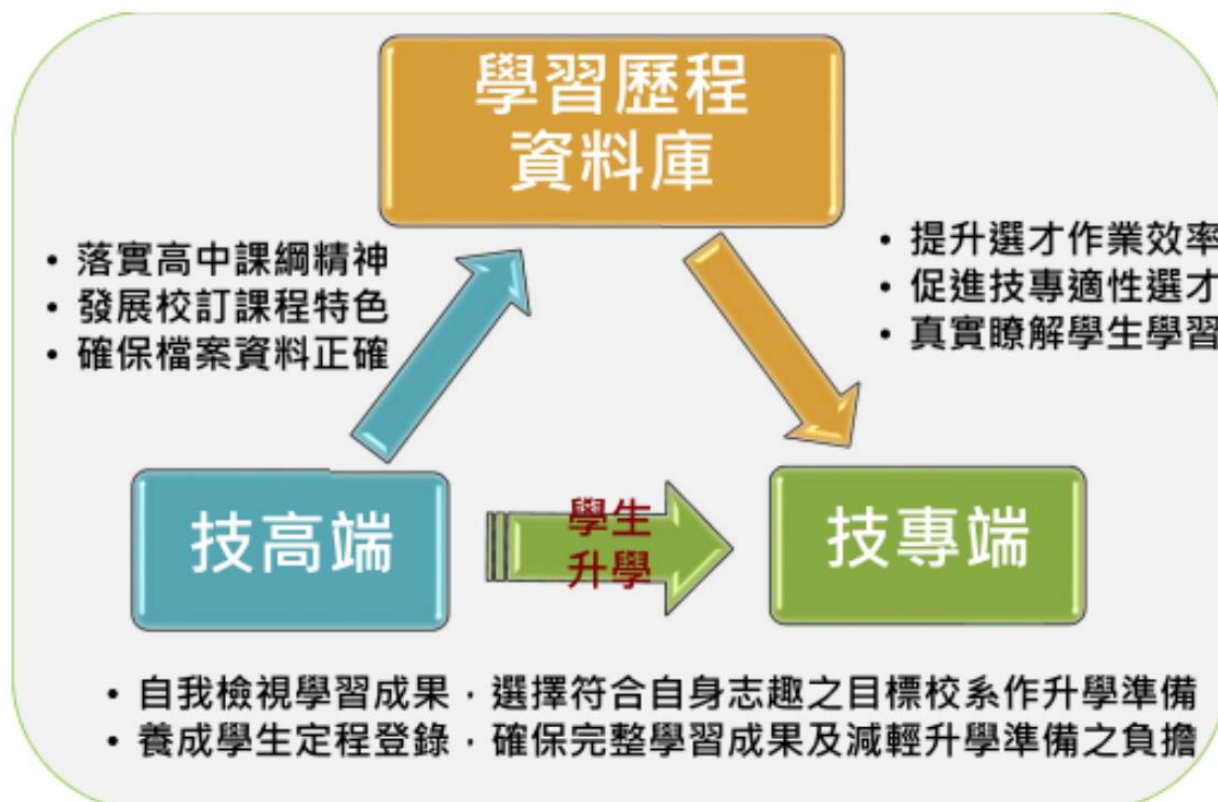 學習歷程
資料庫
• 落實高中課綱精神
• 發展校訂課程特色
• 確保檔案資料正確
• 提升選才作業效率
• 促進技專適性選才
• 真實瞭解學生學習
技高端
學生
升學
技專端
• 自我檢視學習成果，選擇符合自身志趣之目標校系作升學準備
• 養成學生定程登錄，確保完整學習成果及減輕升學準備之負擔